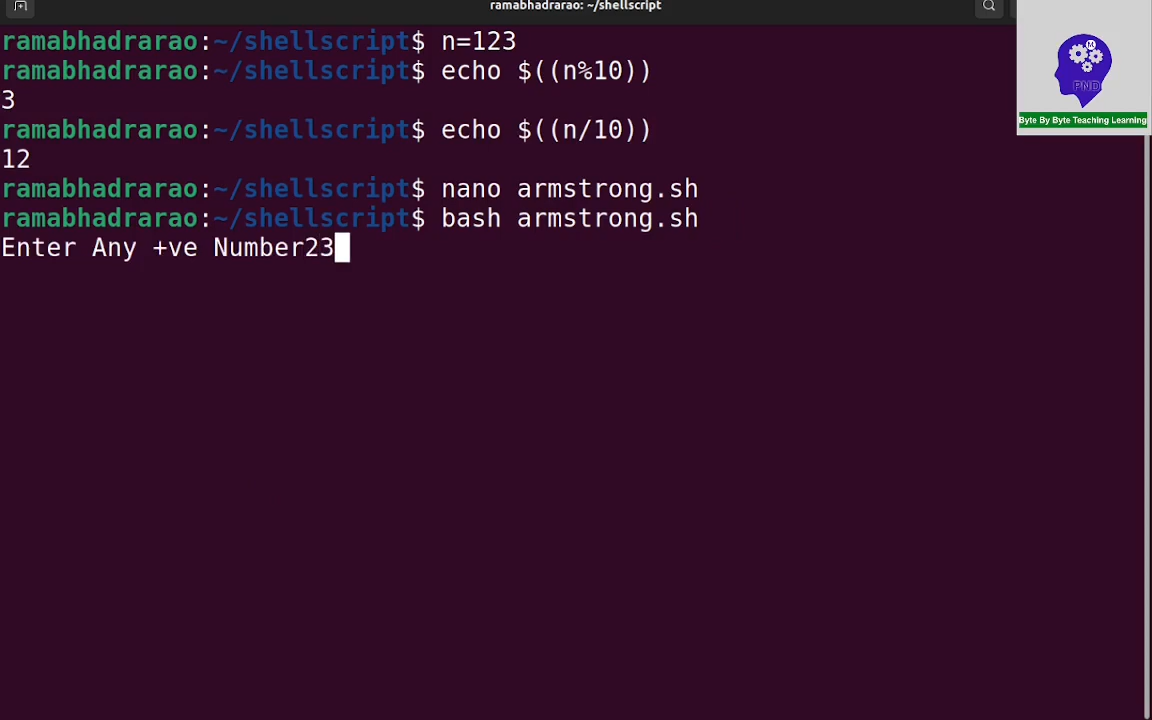 ramabhadrarao: ~/shellscript
ramabhadrarao:~/shellscript$ n=123
ramabhadrarao:~/shellscript$ echo $((n%10))
3
ramabhadrarao:~/shellscript$ echo $((n/10))
12
ramabhadrarao:~/shellscript$ nano armstrong.sh
ramabhadrarao:~/shellscript$ bash armstrong.sh
Enter Any +ve Number23
PND
Byte By Byte Teaching Learning